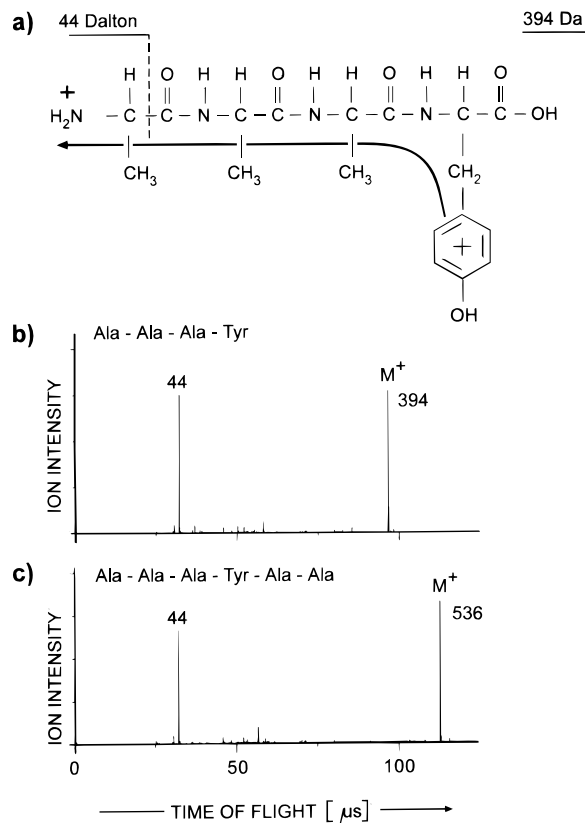 a) 44 Dalton 394 Da
H O H H O H H O H H O
+
H₂N - C - C - N - C - C - N - C - C - N - C - C - OH
CH₃ CH₃ CH₃ CH₂
+
OH
b) Ala - Ala - Ala - Tyr
ION INTENSITY
44
M⁺
394
c) Ala - Ala - Ala - Tyr - Ala - Ala
ION INTENSITY
44
M⁺
536
0 50 100
TIME OF FLIGHT [ μs]